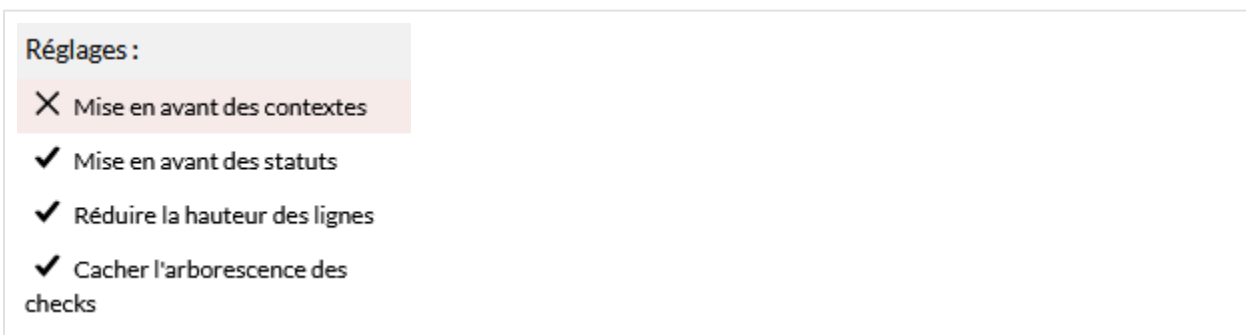 Réglages :
Mise en avant des contextes
Mise en avant des statuts
Réduire la hauteur des lignes
Cacher l'arborescence des
checks